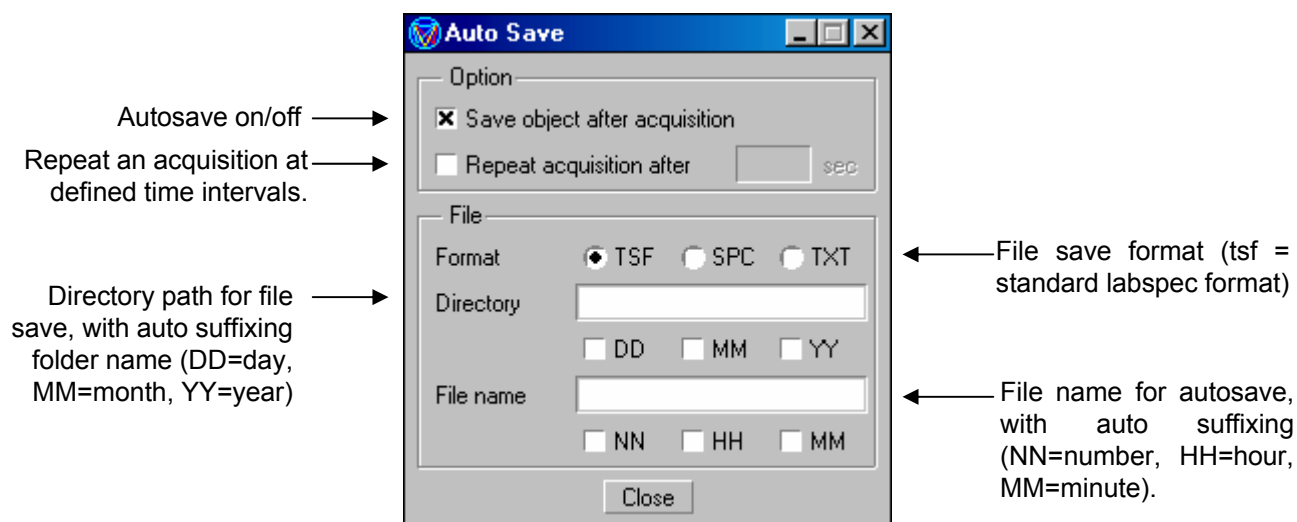 Auto Save
Option
Autosave on/off
Save object after acquisition
Repeat an acquisition at
defined time intervals.
Repeat acquisition after sec
File
Format TSF SPC TXT
File save format (tsf =
standard labspec format)
Directory path for file
save, with auto suffixing
folder name (DD=day,
MM=month, YY=year)
Directory
DD MM YY
File name
File name for autosave,
with auto suffixing
(NN=number, HH=hour,
MM=minute).
NN HH MM
Close